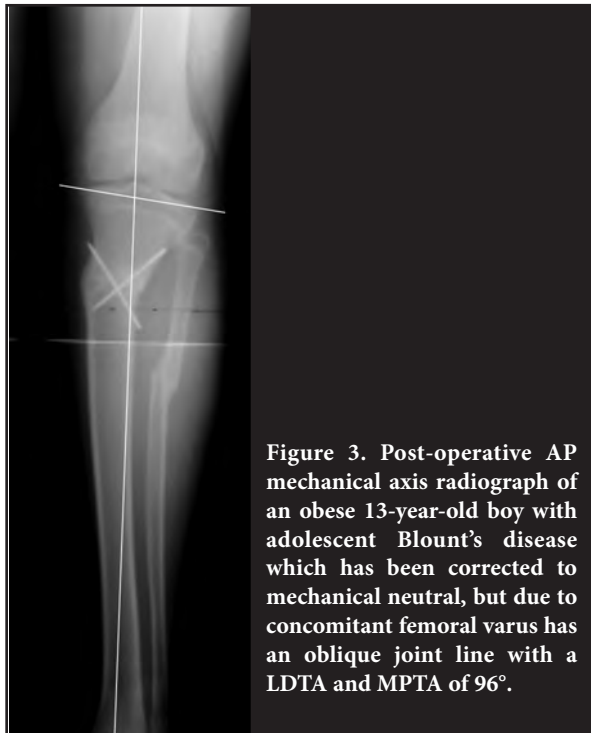 Figure 3. Post-operative AP
mechanical axis radiograph of
an obese 13-year-old boy with
adolescent Blount's disease
which has been corrected to
mechanical neutral, but due to
concomitant femoral varus has
an oblique joint line with a
LDTA and MPTA of 96°.